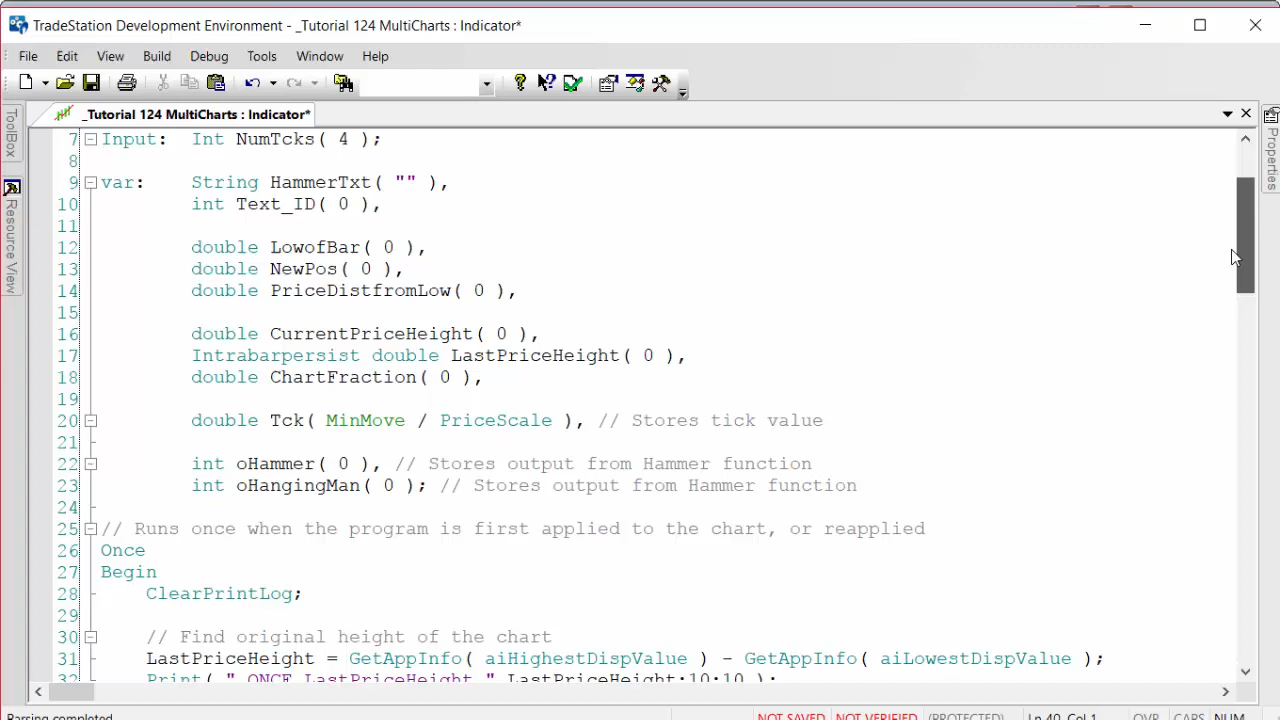 TradeStation Development Environment - _Tutorial 124 MultiCharts : Indicator*
File Edit View Build Debug Tools Window Help
_Tutorial 124 MultiCharts : Indicator*
ToolBox
Resource View
Properties
7 Input: Int NumTcks( 4 );
8
9 var: String HammerTxt( "" ),
10 int Text_ID( 0 ),
11
12 double LowofBar( 0 ),
13 double NewPos( 0 ),
14 double PriceDistfromLow( 0 ),
15
16 double CurrentPriceHeight( 0 ),
17 Intrabarpersist double LastPriceHeight( 0 ),
18 double ChartFraction( 0 ),
19
20 double Tck( MinMove / PriceScale ), // Stores tick value
21
22 int oHammer( 0 ), // Stores output from Hammer function
23 int oHangingMan( 0 ); // Stores output from Hammer function
24
25 // Runs once when the program is first applied to the chart, or reapplied
26 Once
27 Begin
28 ClearPrintLog;
29
30 // Find original height of the chart
31 LastPriceHeight = GetAppInfo( aiHighestDispValue ) - GetAppInfo( aiLowestDispValue );
32 Print( " ONCE LastPriceHeight " LastPriceHeight:10:10 );
Parsing completed NOT SAVED NOT VERIFIED (PROTECTED) Ln 40, Col 1 OVR CAPS NUM